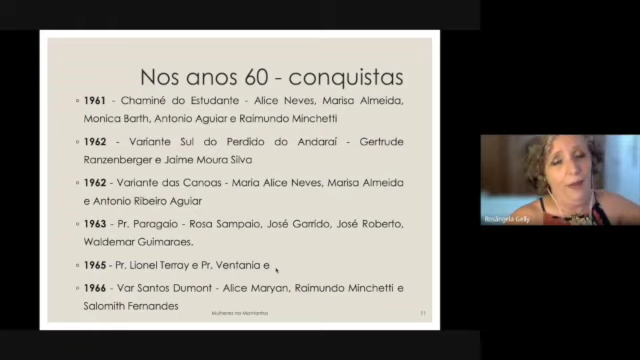 Nos anos 60 - conquistas
1961 - Chaminé do Estudante - Alice Neves, Marisa Almeida,
Monica Barth, Antonio Aguiar e Raimundo Minchetti
1962 - Variante Sul do Perdido do Andaraí - Gertrude
Ranzenberger e Jaime Moura Silva
1962 - Variante das Canoas - Maria Alice Neves, Marisa Almeida
e Antonio Ribeiro Aguiar
1963 - Pr. Paragaio - Rosa Sampaio, José Garrido, José Roberto,
Waldemar Guimaraes.
1965 - Pr. Lionel Terray e Pr. Ventania e
1966 - Var Santos Dumont - Alice Maryan, Raimundo Minchetti e
Salomith Fernandes
Mulheres na Montanha
Rosângela Gelly